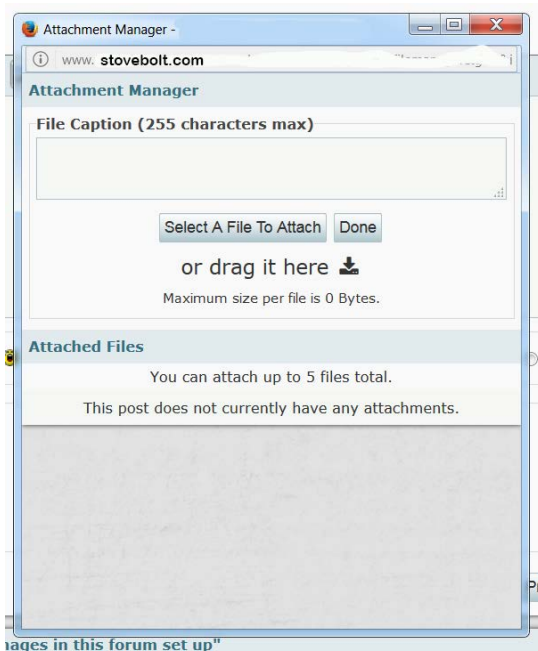 Attachment Manager -
www. stovebolt.com
Attachment Manager
File Caption (255 characters max)
Select A File To Attach Done
or drag it here
Maximum size per file is 0 Bytes.
Attached Files
You can attach up to 5 files total.
This post does not currently have any attachments.
in this forum set up"